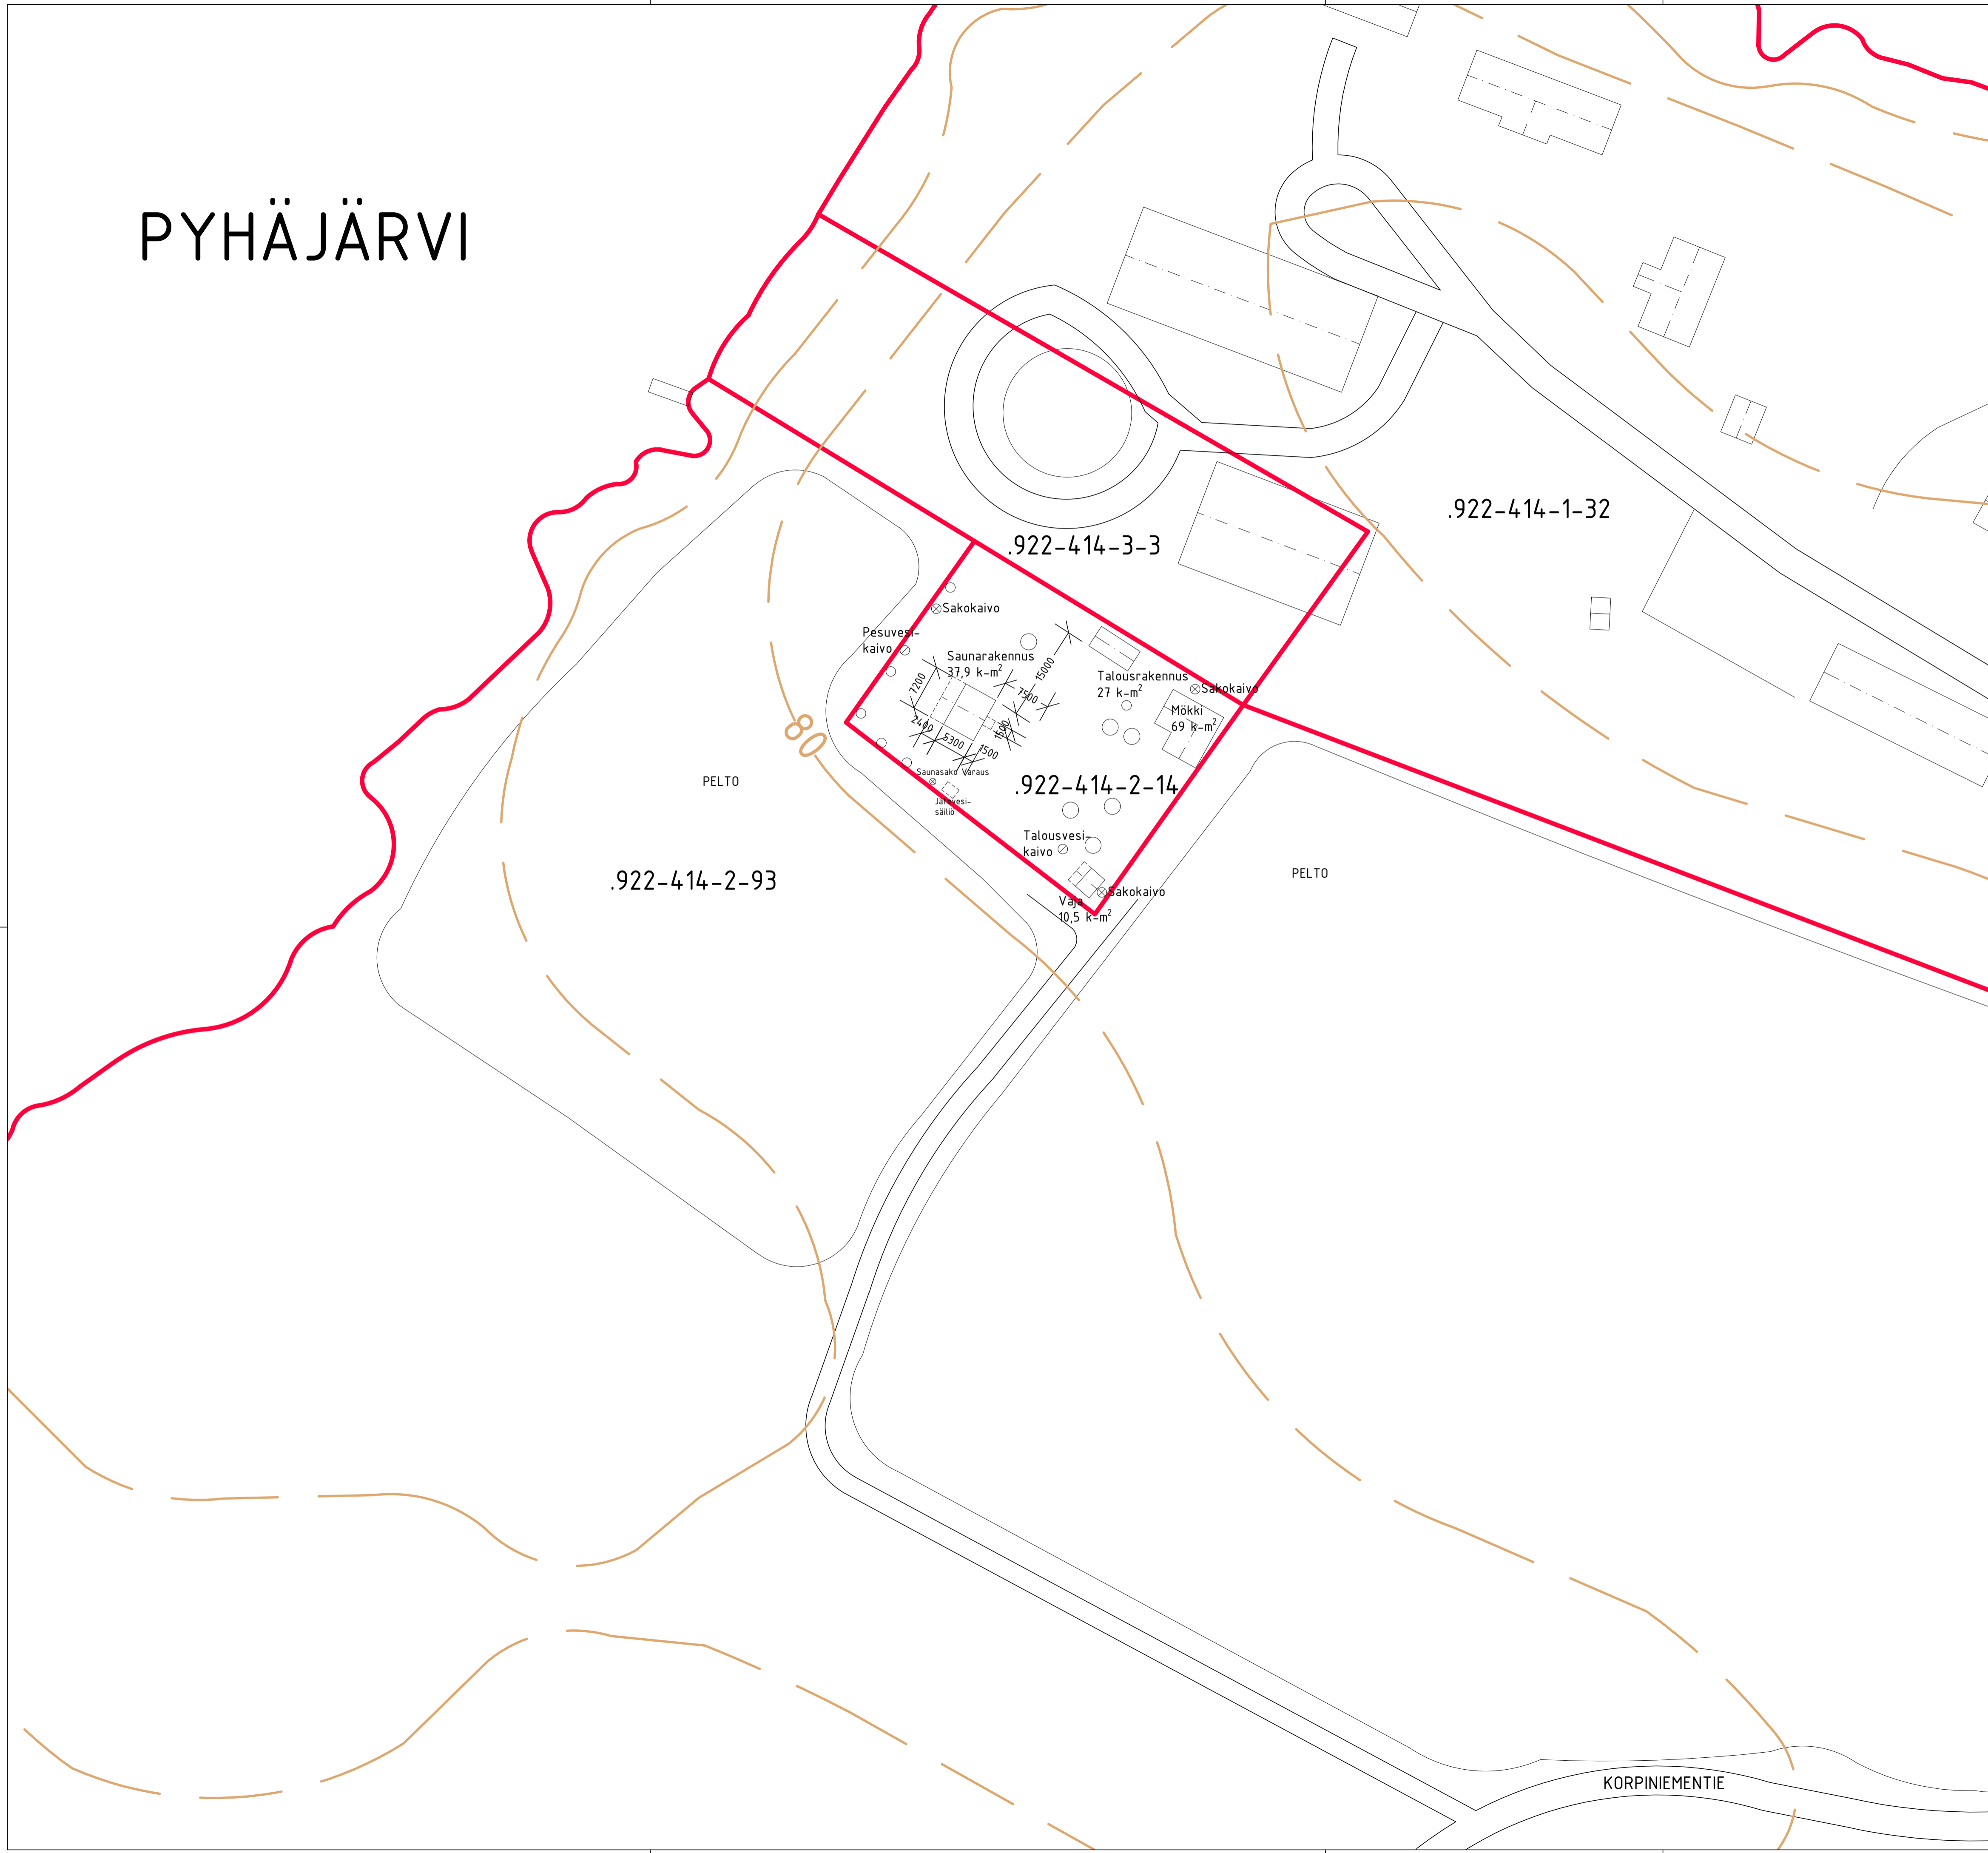 PYHÄJÄRVI
.922-414-1-32
.922-414-3-3
Sakokaivo
Pesuvesi-
kaivo
Saunarakennus
37,9 k-m²
15000
7200
7500
Talousrakennus
27 k-m²
Sakokaivo
Mökki
69 k-m²
2400
5300
1500
1500
80
Saunasako Varaus
PELTO
.922-414-2-14
Jätevesi-
säiliö
Talousvesi-
kaivo
.922-414-2-93
PELTO
Sakokaivo
Vaja
10,5 k-m²
KORPINIEMENTIE